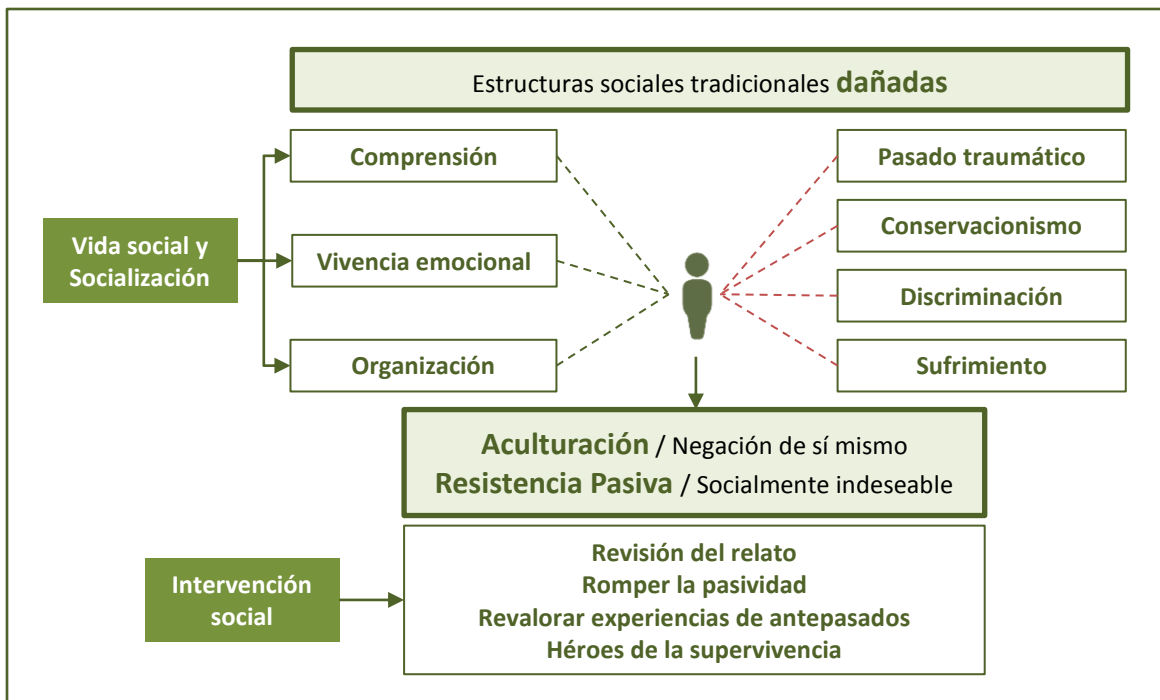 Estructuras sociales tradicionales dañadas
Comprensión
Pasado traumático
Vida social y
Socialización
Vivencia emocional
Conservacionismo
Discriminación
Organización
Sufrimiento
Aculturación / Negación de sí mismo
Resistencia Pasiva / Socialmente indeseable
Intervención
social
Revisión del relato
Romper la pasividad
Revalorar experiencias de antepasados
Héroes de la supervivencia